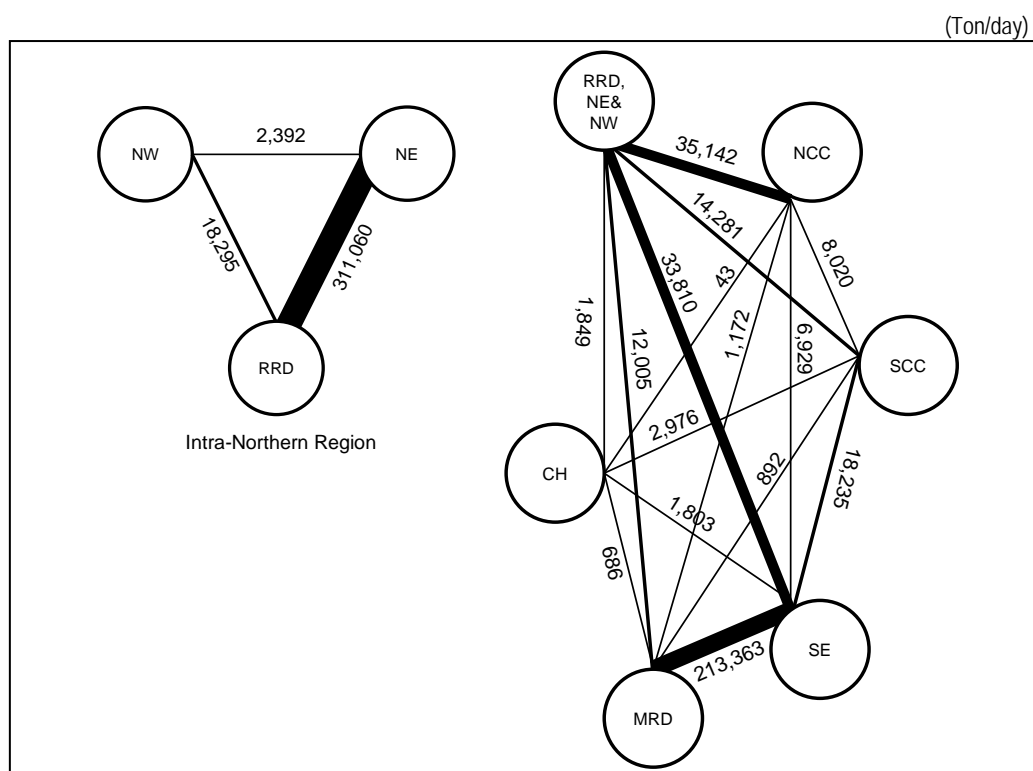 (Ton/day)
RRD,
NE&
NW
NW
2,392
NE
35,142
NCC
14,281
18,295
311,060
8,020
43
33,810
1,849
12,005
1,172
6,929
RRD
SCC
Intra-Northern Region
2,976
CH
892
18,235
1,803
686
213,363
SE
MRD